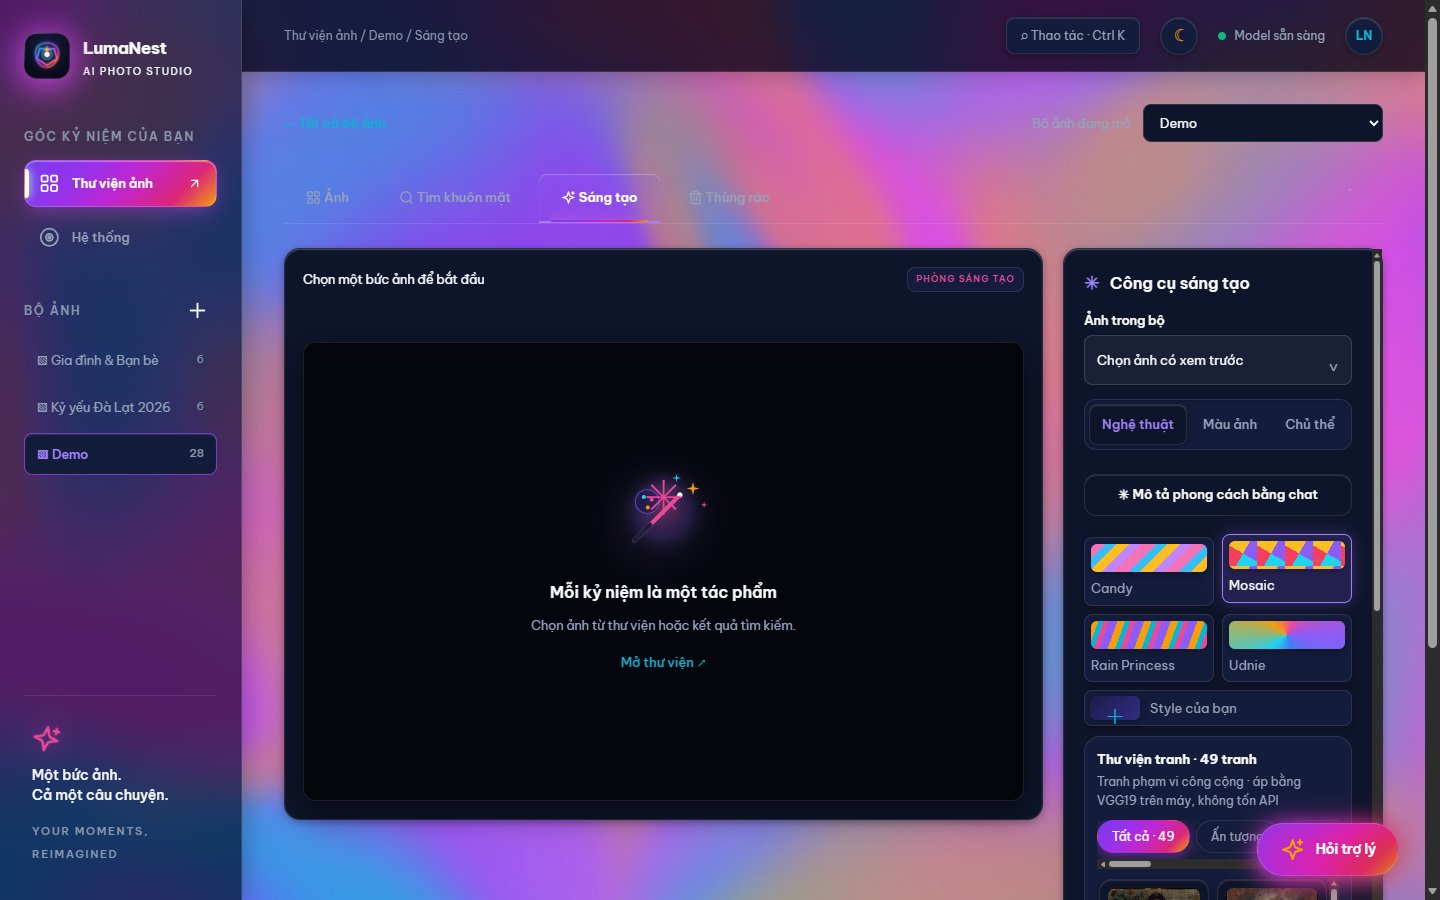 LumaNest
AI PHOTO STUDIO
GÓC KỶ NIỆM CỦA BẠN
Thư viện ảnh
Hệ thống
BỘ ẢNH
Gia đình & Bạn bè 6
Kỷ yếu Đà Lạt 2026 6
Demo 28
Một bức ảnh.
Cả một câu chuyện.
YOUR MOMENTS,
REIMAGINED
Thư viện ảnh / Demo / Sáng tạo
Thao tác · Ctrl K
Model sẵn sàng
LN
← Tất cả bộ ảnh
Bộ ảnh đang mở
Demo
Ảnh
Tìm khuôn mặt
Sáng tạo
Thùng rác
Chọn một bức ảnh để bắt đầu
PHÒNG SÁNG TẠO
Mỗi kỷ niệm là một tác phẩm
Chọn ảnh từ thư viện hoặc kết quả tìm kiếm.
Mở thư viện ↗
Công cụ sáng tạo
Ảnh trong bộ
Chọn ảnh có xem trước
Nghệ thuật
Màu ảnh
Chủ thể
Mô tả phong cách bằng chat
Candy
Mosaic
Rain Princess
Udnie
Style của bạn
Thư viện tranh · 49 tranh
Tranh phạm vi công cộng · áp bằng
VGG19 trên máy, không tốn API
Tất cả · 49
Ấn tượng
Hỏi trợ lý